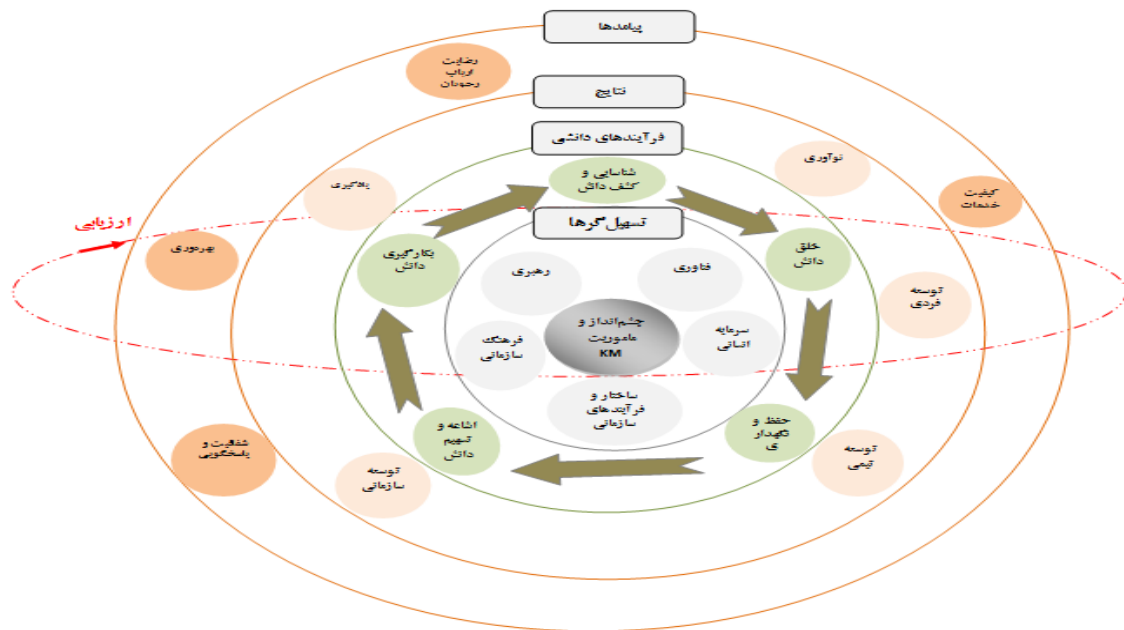 پیامدها
رضایت
ارباب
رجوعان
نتایج
فرآیندهای دانشی
نوآوری
شناسایی و
کشف دانش
یادگیری
کیفیت
خدمات
تسهیل‌گرها
ارزیابی
خلق
دانش
بهره‌وری
بکارگیری
دانش
رهبری
فناوری
توسعه
فردی
چشم‌انداز و
ماموریت
KM
سرمایه
انسانی
فرهنگ
سازمانی
ساختار و
فرآیندهای
سازمانی
حفظ و
نگهدار
ی
اشاعه و
تسهیم
دانش
شفافیت و
پاسخگویی
توسعه
تیمی
توسعه
سازمانی